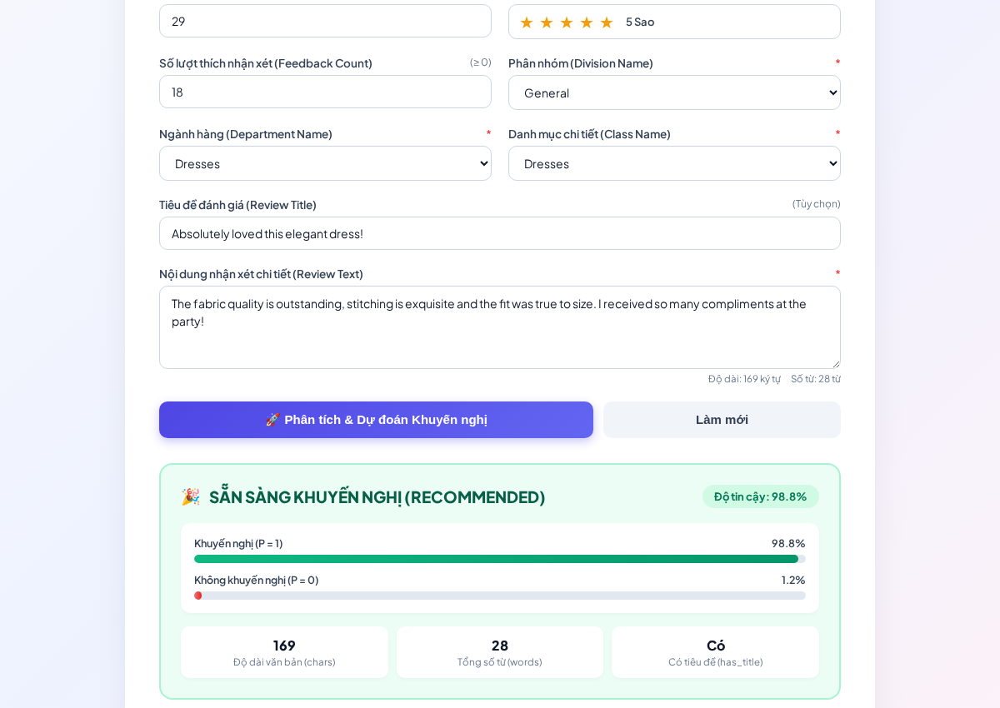 29
★ ★ ★ ★ ★ 5 Sao
Số lượt thích nhận xét (Feedback Count) (≥ 0)
Phân nhóm (Division Name) *
18
General
Ngành hàng (Department Name) *
Danh mục chi tiết (Class Name) *
Dresses
Dresses
Tiêu đề đánh giá (Review Title) (Tùy chọn)
Absolutely loved this elegant dress!
Nội dung nhận xét chi tiết (Review Text) *
The fabric quality is outstanding, stitching is exquisite and the fit was true to size. I received so many compliments at the
party!
Độ dài: 169 ký tự Số từ: 28 từ
🚀 Phân tích & Dự đoán Khuyến nghị
Làm mới
🎉 SẴN SÀNG KHUYẾN NGHỊ (RECOMMENDED)
Độ tin cậy: 98.8%
Khuyến nghị (P = 1) 98.8%
Không khuyến nghị (P = 0) 1.2%
169
Độ dài văn bản (chars)
28
Tổng số từ (words)
Có
Có tiêu đề (has_title)